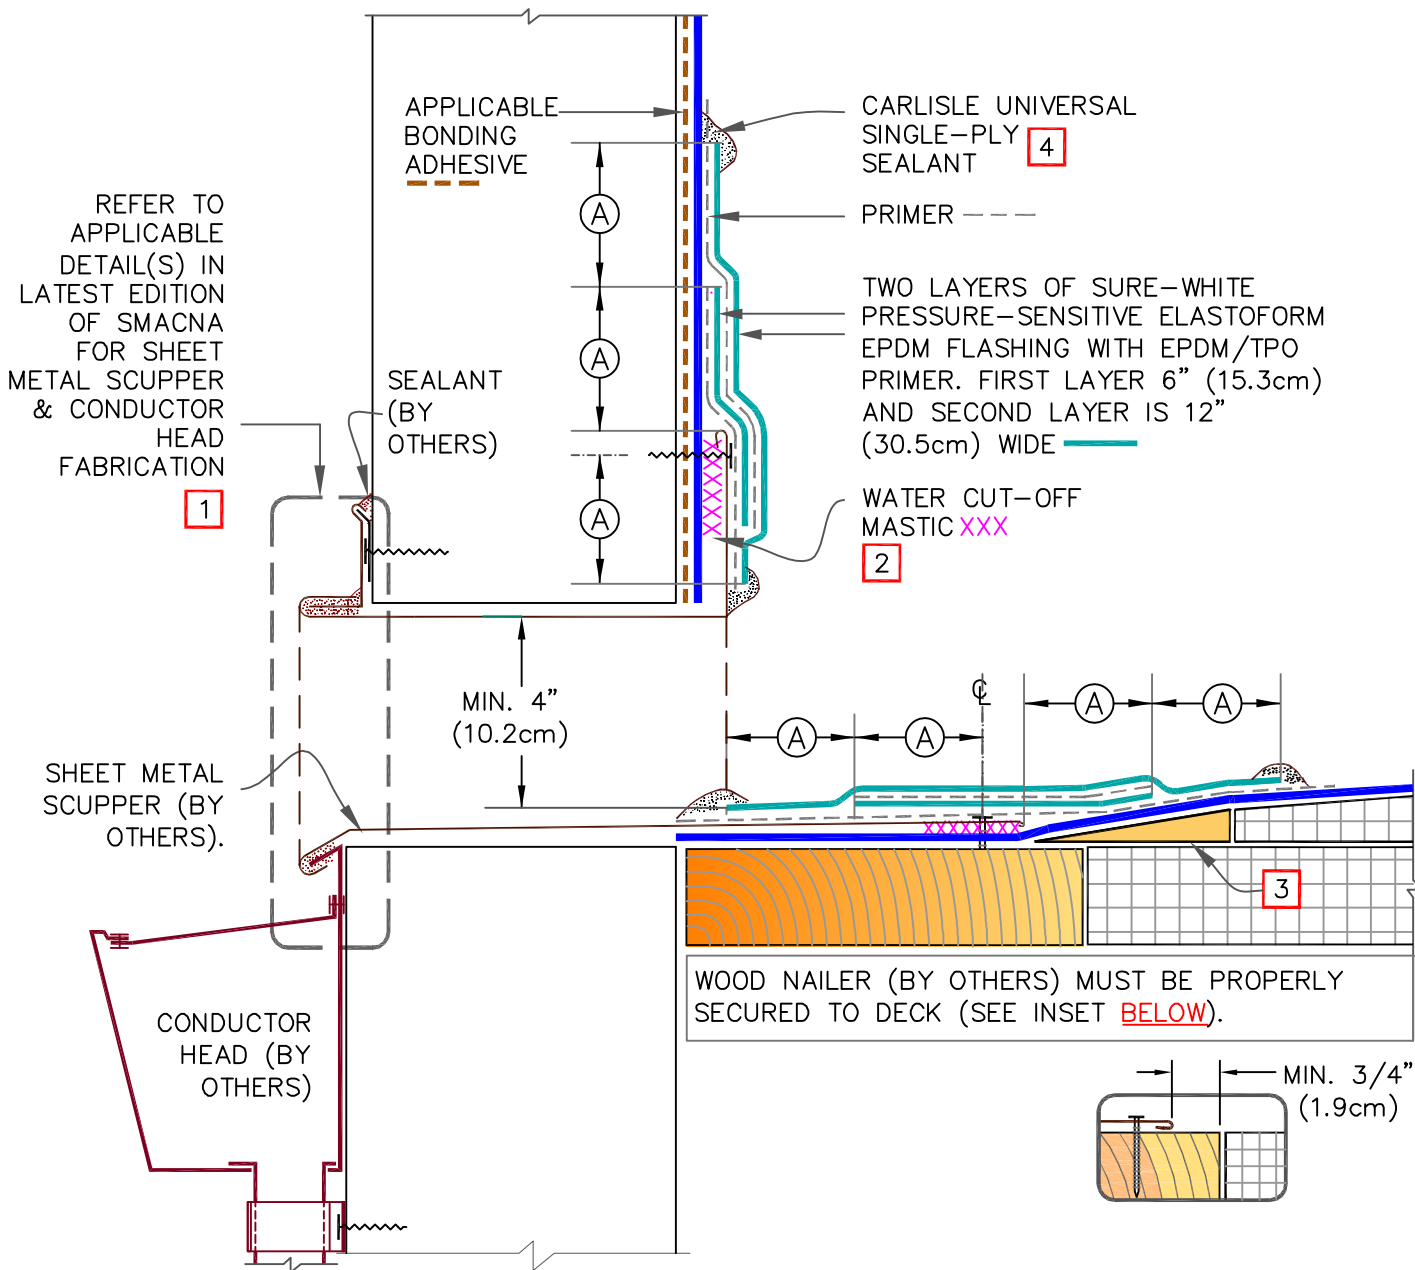 APPLICABLE
BONDING
ADHESIVE
CARLISLE UNIVERSAL
SINGLE-PLY
SEALANT
4
PRIMER
REFER TO
APPLICABLE
DETAIL(S) IN
LATEST EDITION
OF SMACNA
FOR SHEET
METAL SCUPPER
& CONDUCTOR
HEAD
FABRICATION
1
TWO LAYERS OF SURE-WHITE
PRESSURE-SENSITIVE ELASTOFORM
EPDM FLASHING WITH EPDM/TPO
PRIMER. FIRST LAYER 6” (15.3cm)
AND SECOND LAYER IS 12”
(30.5cm) WIDE
SEALANT
(BY
OTHERS)
A
A
A
WATER CUT-OFF
MASTIC XXX
2
MIN. 4”
(10.2cm)
℄
A
A
A
A
SHEET METAL
SCUPPER (BY
OTHERS).
3
WOOD NAILER (BY OTHERS) MUST BE PROPERLY
SECURED TO DECK (SEE INSET BELOW).
CONDUCTOR
HEAD (BY
OTHERS)
MIN. 3/4”
(1.9cm)